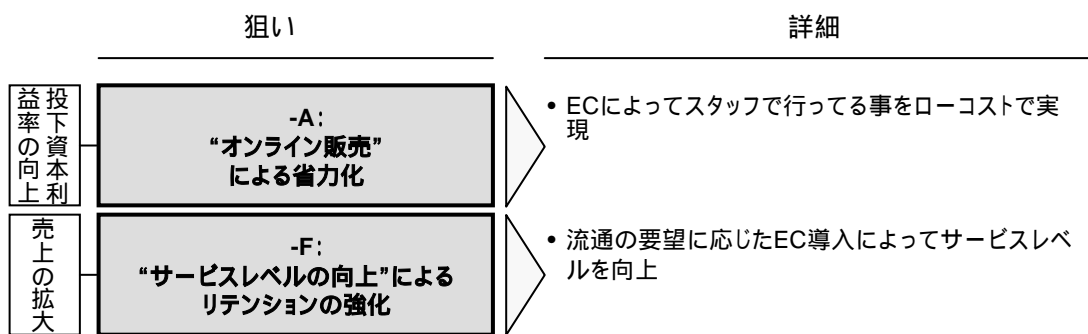 狙い
詳細
投下資本利
益率の向上
-A:
“オンライン販売”
による省力化
• ECによってスタッフで行ってる事をローコストで実
現
売上の拡大
-F:
“サービスレベルの向上”による
リテンションの強化
• 流通の要望に応じたEC導入によってサービスレベ
ルを向上